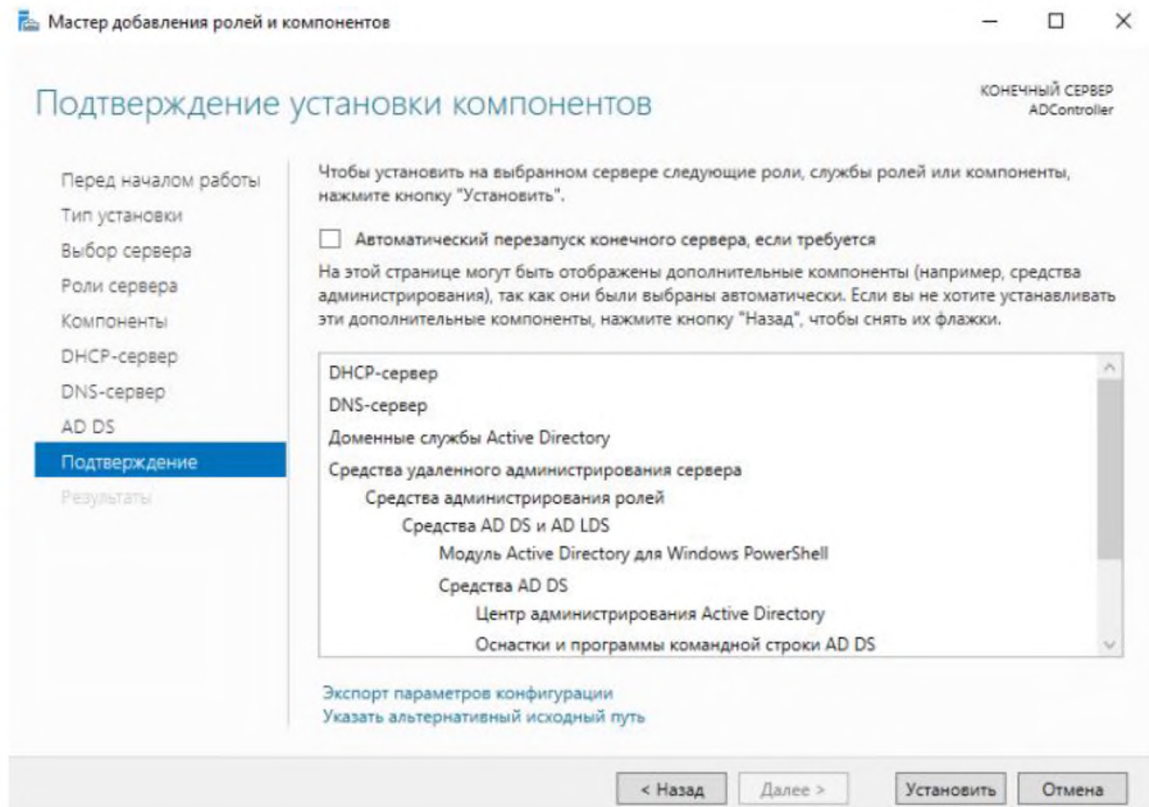 Мастер добавления ролей и компонентов
Подтверждение установки компонентов
КОНЕЧНЫЙ СЕРВЕР
ADController
Перед началом работы
Тип установки
Выбор сервера
Роли сервера
Компоненты
DHCP-сервер
DNS-сервер
AD DS
Подтверждение
Результаты
Чтобы установить на выбранном сервере следующие роли, службы ролей или компоненты,
нажмите кнопку "Установить".
Автоматический перезапуск конечного сервера, если требуется
На этой странице могут быть отображены дополнительные компоненты (например, средства
администрирования), так как они были выбраны автоматически. Если вы не хотите устанавливать
эти дополнительные компоненты, нажмите кнопку "Назад", чтобы снять их флажки.
DHCP-сервер
DNS-сервер
Доменные службы Active Directory
Средства удаленного администрирования сервера
Средства администрирования ролей
Средства AD DS и AD LDS
Модуль Active Directory для Windows PowerShell
Средства AD DS
Центр администрирования Active Directory
Оснастки и программы командной строки AD DS
Экспорт параметров конфигурации
Указать альтернативный исходный путь
< Назад
Далее >
Установить
Отмена